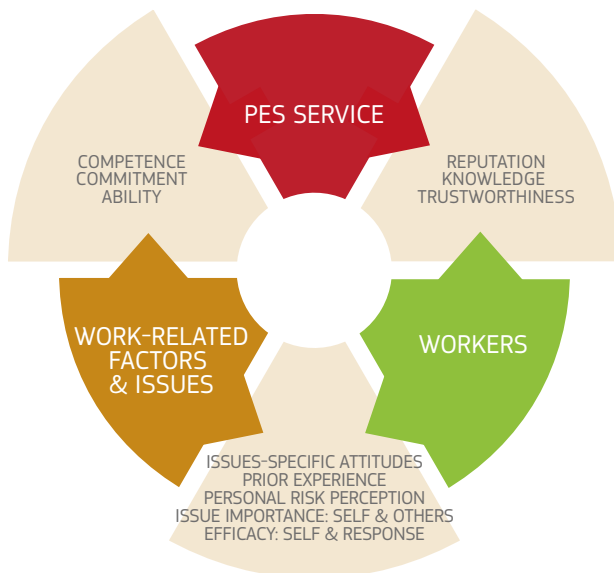 PES SERVICE
COMPETENCE
COMMITMENT
ABILITY
REPUTATION
KNOWLEDGE
TRUSTWORTHINESS
WORK-RELATED
FACTORS
& ISSUES
WORKERS
ISSUES-SPECIFIC ATTITUDES
PRIOR EXPERIENCE
PERSONAL RISK PERCEPTION
ISSUE IMPORTANCE: SELF & OTHERS
EFFICACY: SELF & RESPONSE